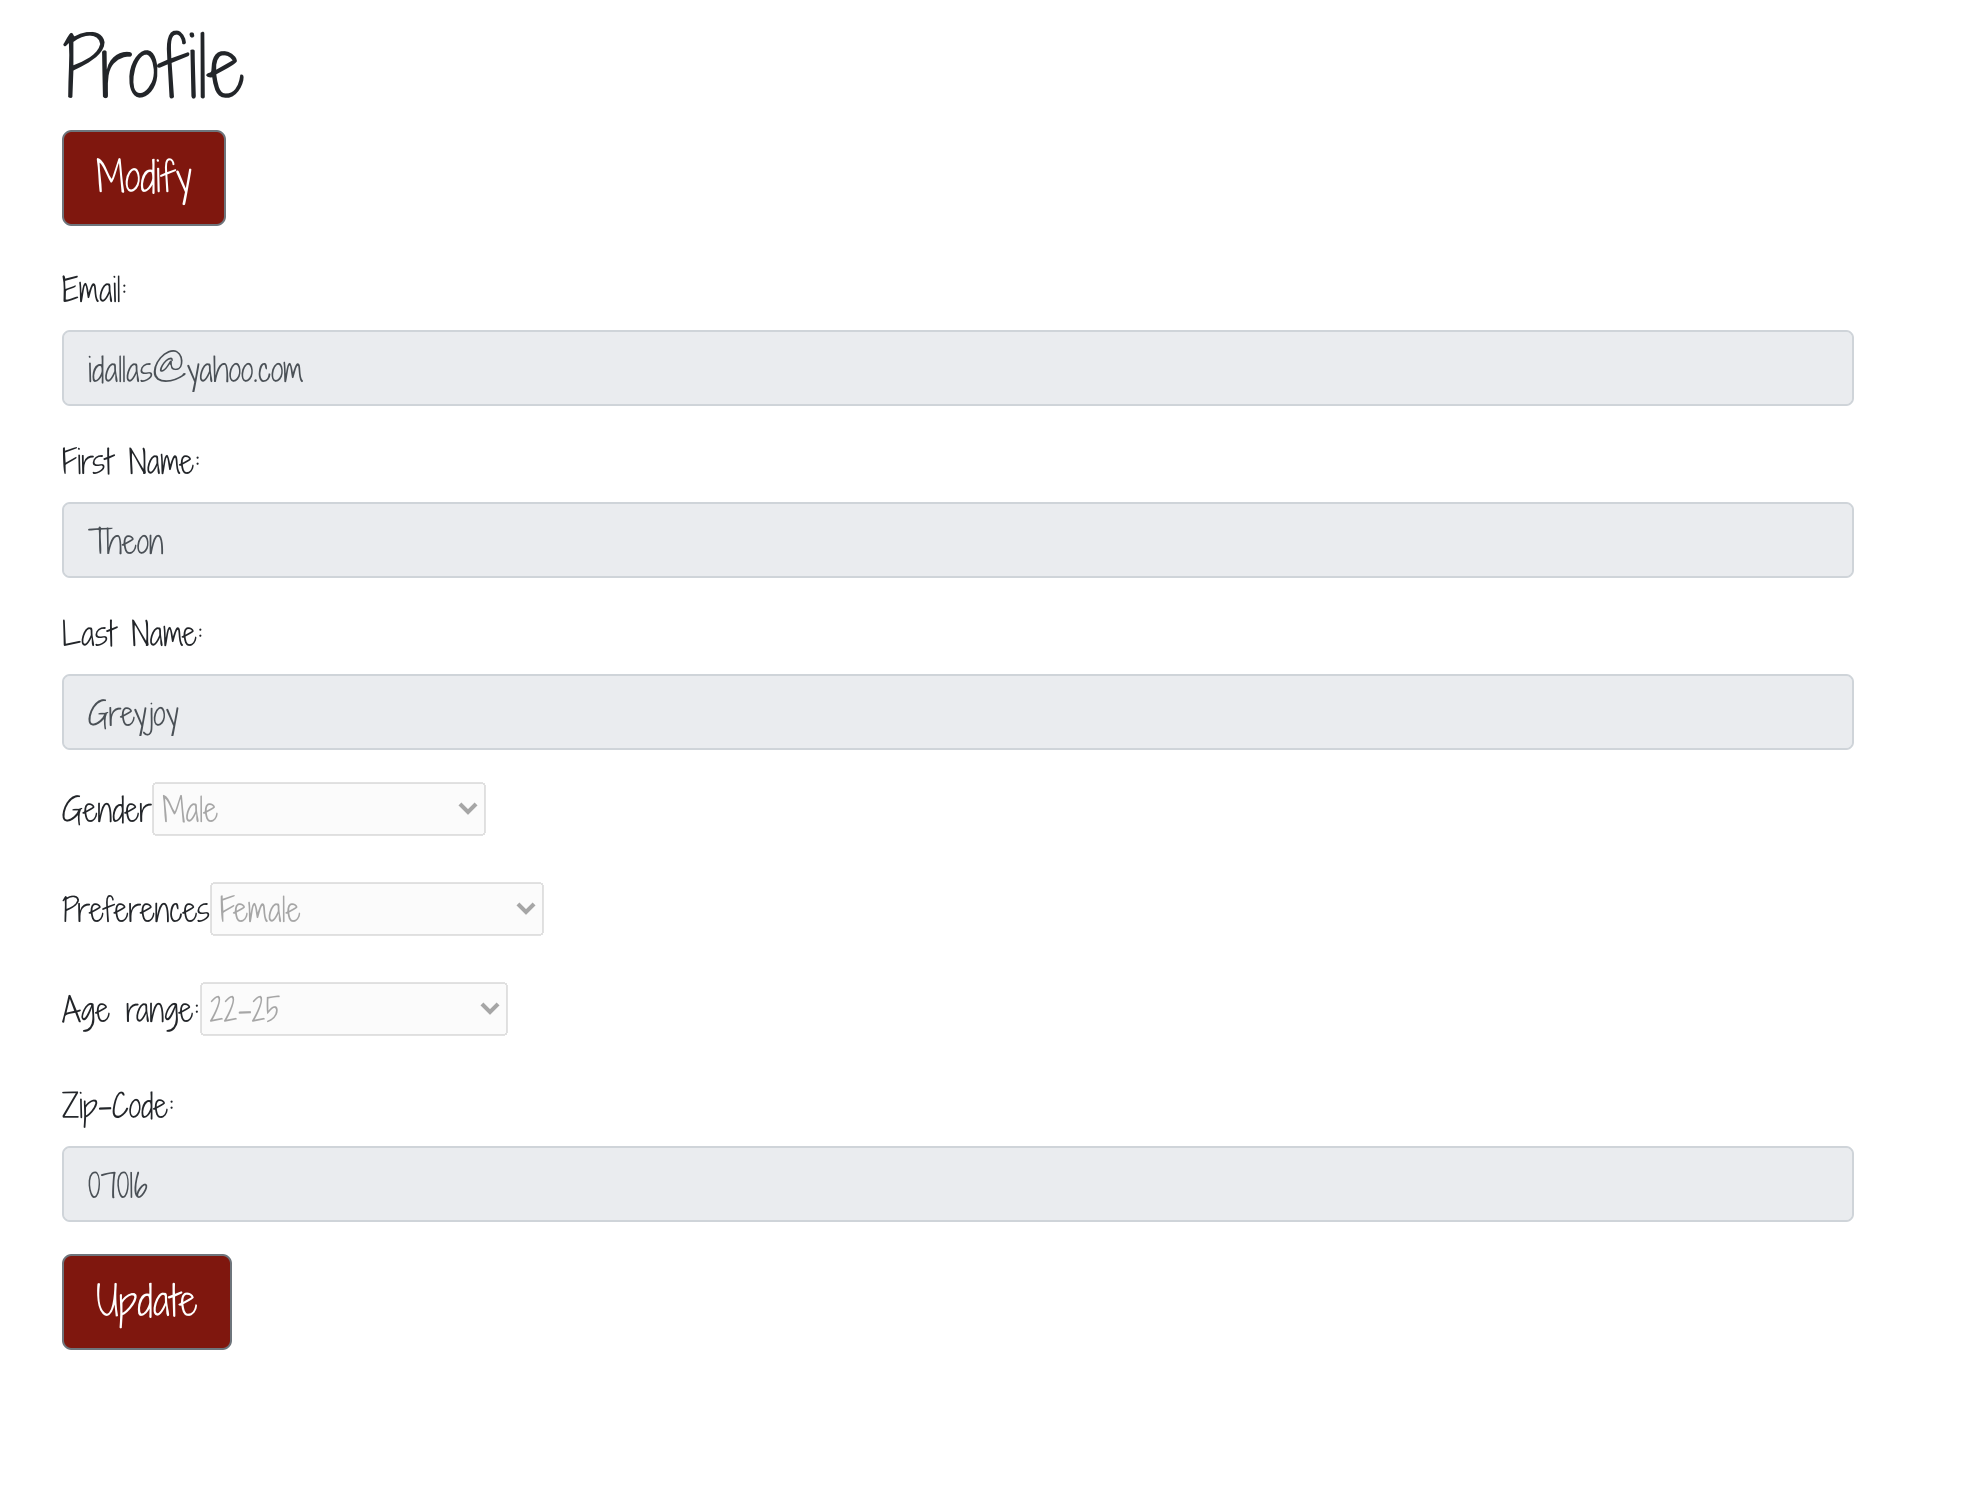 Profile
Modify
Email:
idallas@yahoo.com
First Name:
Theon
Last Name:
Greyjoy
Gender Male
Preferences Female
Age range: 22-25
Zip-Code:
07016
Update